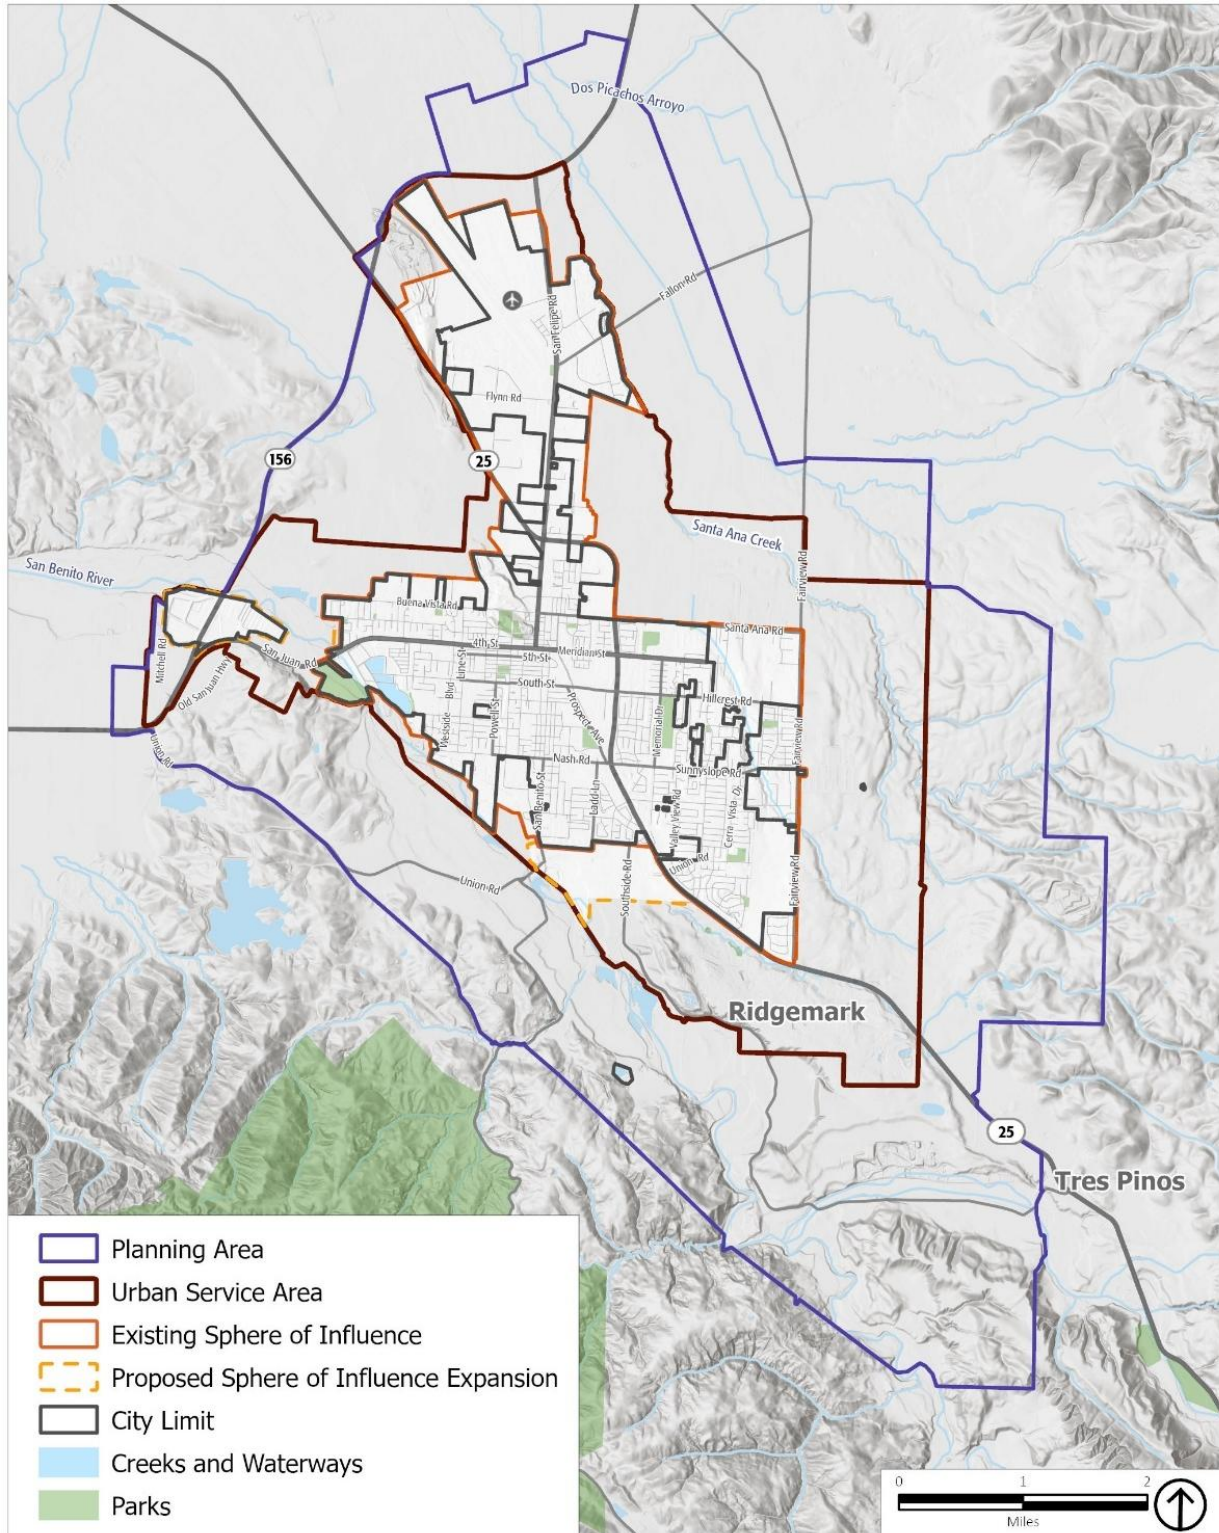 Dos Picachos Arroyo
Fallon Rd
San Felipe Rd
Flynn Rd
156
25
Santa Ana Creek
San Benito River
Fairview Rd
Buena Vista Rd
Santa Ana Rd
Mitchell Rd
San Juan Rd
Old San Juan Hwy
4th St
Meridian St
5th St
Line St
South St
Hillcrest Rd
Westside Blvd
Powell St
Prospect Ave
Memorial Dr
Fairview Rd
Union Rd
Nash Rd
Sunnyslope Rd
San Benito St
Ladd Ln
Valley View Rd
Cerra Vista Dr
Union Rd
Union Rd
Southside Rd
Fairview Rd
Ridgemark
25
Tres Pinos
Planning Area
Urban Service Area
Existing Sphere of Influence
Proposed Sphere of Influence Expansion
City Limit
Creeks and Waterways
Parks
0 1 2
Miles